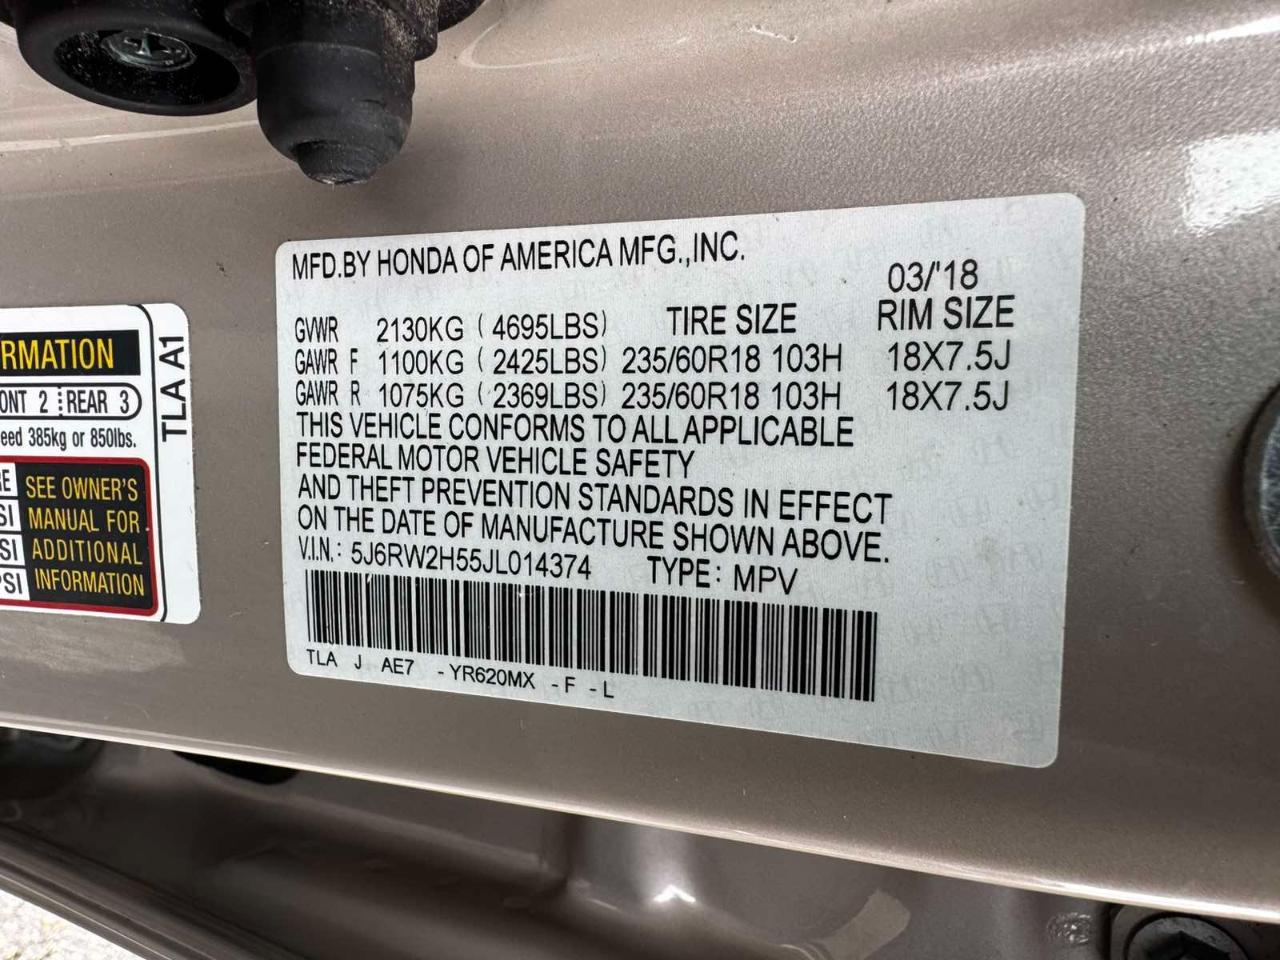 MFD.BY HONDA OF AMERICA MFG.,INC.
03/'18
GVWR 2130KG ( 4695LBS) TIRE SIZE RIM SIZE
GAWR F 1100KG ( 2425LBS) 235/60R18 103H 18X7.5J
GAWR R 1075KG ( 2369LBS) 235/60R18 103H 18X7.5J
THIS VEHICLE CONFORMS TO ALL APPLICABLE
FEDERAL MOTOR VEHICLE SAFETY
AND THEFT PREVENTION STANDARDS IN EFFECT
ON THE DATE OF MANUFACTURE SHOWN ABOVE.
V.I.N.: 5J6RW2H55JL014374 TYPE: MPV
TLA J AE7 -YR620MX -F -L
RMATION
ONT 2 REAR 3
eed 385kg or 850lbs.
RE
SI
SI
PSI
SEE OWNER'S
MANUAL FOR
ADDITIONAL
INFORMATION
TLA A1